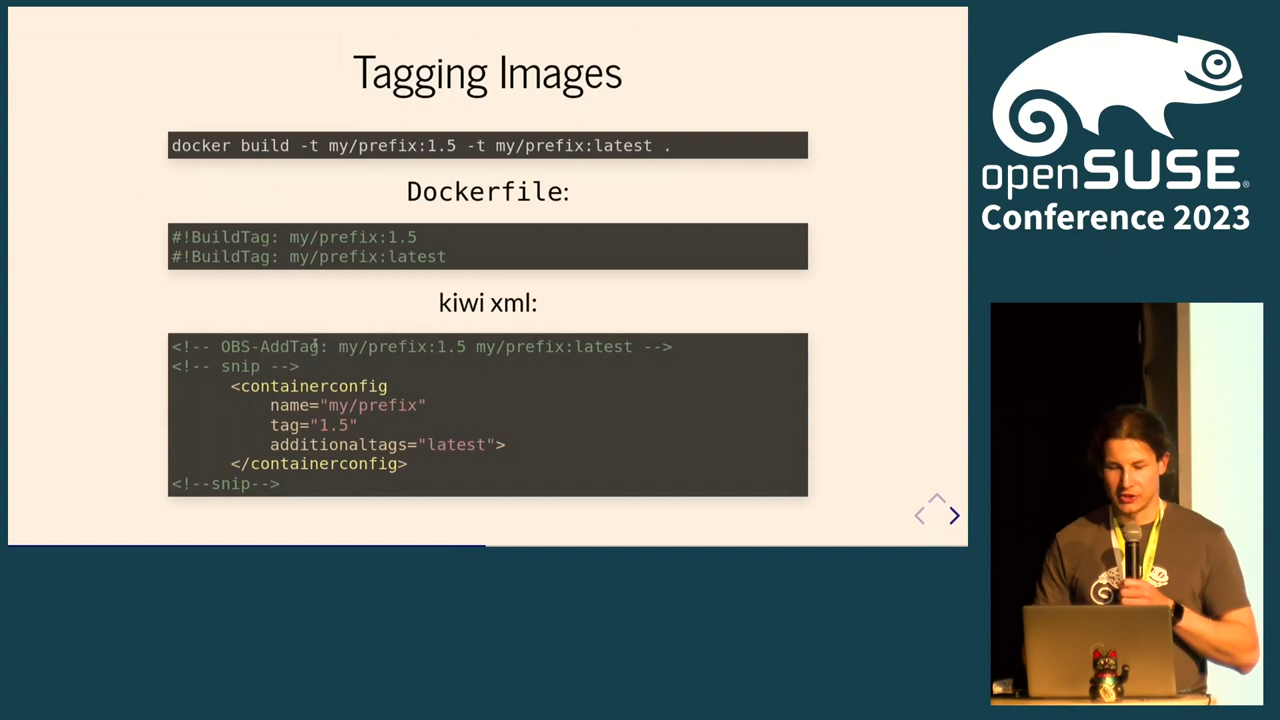 Tagging Images
docker build -t my/prefix:1.5 -t my/prefix:latest .
Dockerfile:
#!BuildTag: my/prefix:1.5
#!BuildTag: my/prefix:latest
kiwi xml:
<!-- OBS-AddTag: my/prefix:1.5 my/prefix:latest -->
<!-- snip -->
<containerconfig
name="my/prefix"
tag="1.5"
additionaltags="latest">
</containerconfig>
<!--snip-->
openSUSE®
Conference 2023